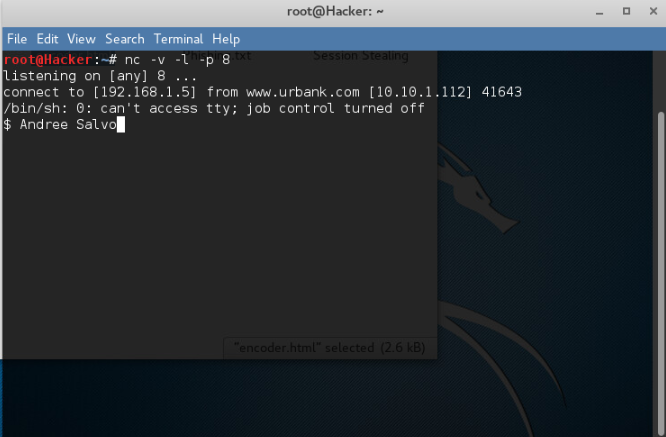 root@Hacker: ~
File Edit View Search Terminal Help
Phishing.txt Session Stealing
root@Hacker:~# nc -v -l -p 8
listening on [any] 8 ...
connect to [192.168.1.5] from www.urbank.com [10.10.1.112] 41643
/bin/sh: 0: can't access tty; job control turned off
$ Andree Salvo
"encoder.html" selected (2.6 kB)